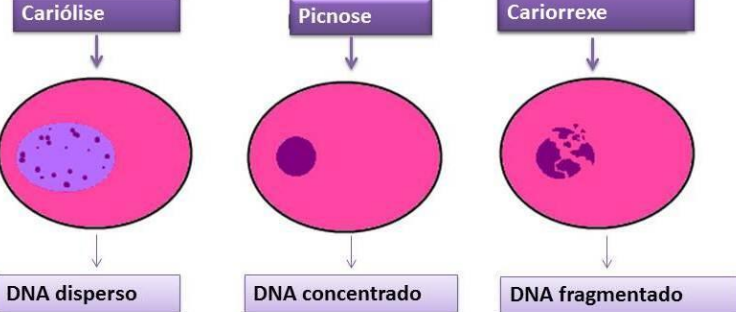 Cariólise
Picnose
Cariorrexe
DNA disperso
DNA concentrado
DNA fragmentado